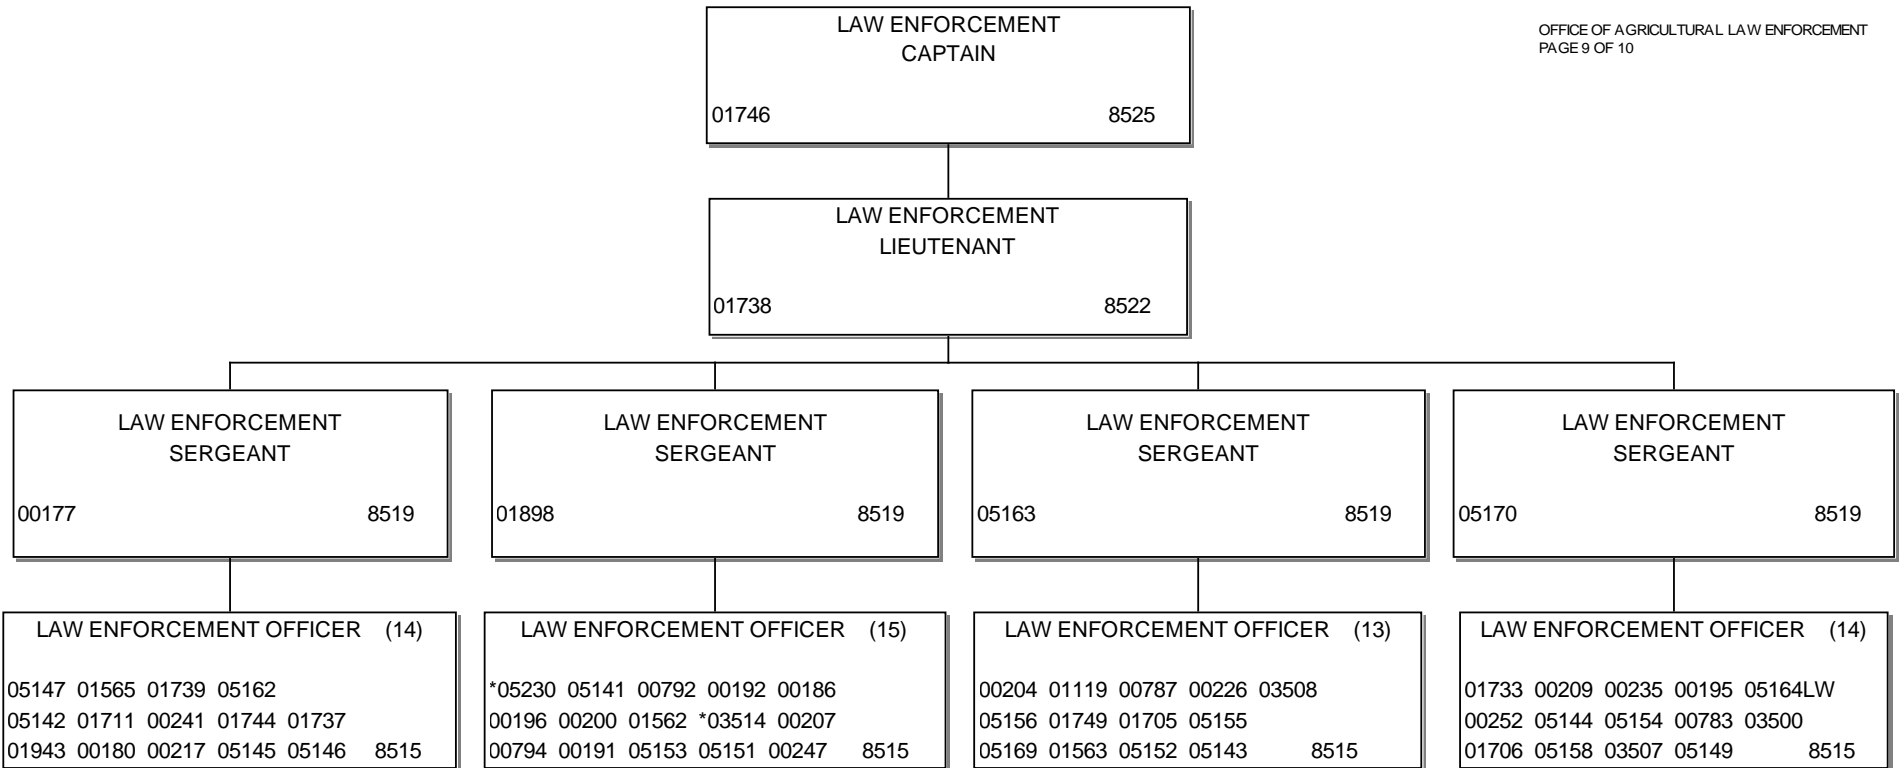 LAW ENFORCEMENT
CAPTAIN
01746 8525
OFFICE OF AGRICULTURAL LAW ENFORCEMENT
PAGE 9 OF 10
LAW ENFORCEMENT
LIEUTENANT
01738 8522
LAW ENFORCEMENT
SERGEANT
00177 8519
LAW ENFORCEMENT
SERGEANT
01898 8519
LAW ENFORCEMENT
SERGEANT
05163 8519
LAW ENFORCEMENT
SERGEANT
05170 8519
LAW ENFORCEMENT OFFICER (14)
05147 01565 01739 05162
05142 01711 00241 01744 01737
01943 00180 00217 05145 05146 8515
LAW ENFORCEMENT OFFICER (15)
*05230 05141 00792 00192 00186
00196 00200 01562 *03514 00207
00794 00191 05153 05151 00247 8515
LAW ENFORCEMENT OFFICER (13)
00204 01119 00787 00226 03508
05156 01749 01705 05155
05169 01563 05152 05143 8515
LAW ENFORCEMENT OFFICER (14)
01733 00209 00235 00195 05164LW
00252 05144 05154 00783 03500
01706 05158 03507 05149 8515